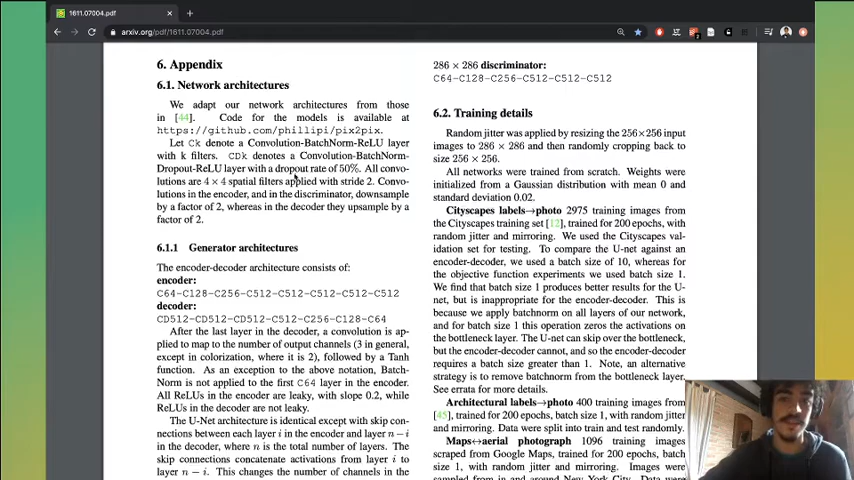 1611.07004.pdf
arxiv.org/pdf/1611.07004.pdf
6. Appendix
6.1. Network architectures
We adapt our network architectures from those
in [44]. Code for the models is available at
https://github.com/phillipi/pix2pix.
Let Ck denote a Convolution-BatchNorm-ReLU layer
with k filters. CDk denotes a Convolution-BatchNorm-
Dropout-ReLU layer with a dropout rate of 50%. All convo-
lutions are 4 × 4 spatial filters applied with stride 2. Convo-
lutions in the encoder, and in the discriminator, downsample
by a factor of 2, whereas in the decoder they upsample by a
factor of 2.
6.1.1 Generator architectures
The encoder-decoder architecture consists of:
encoder:
C64-C128-C256-C512-C512-C512-C512-C512
decoder:
CD512-CD512-CD512-C512-C256-C128-C64
After the last layer in the decoder, a convolution is ap-
plied to map to the number of output channels (3 in general,
except in colorization, where it is 2), followed by a Tanh
function. As an exception to the above notation, Batch-
Norm is not applied to the first C64 layer in the encoder.
All ReLUs in the encoder are leaky, with slope 0.2, while
ReLUs in the decoder are not leaky.
The U-Net architecture is identical except with skip con-
nections between each layer i in the encoder and layer n−i
in the decoder, where n is the total number of layers. The
skip connections concatenate activations from layer i to
layer n − i. This changes the number of channels in the
286 × 286 discriminator:
C64-C128-C256-C512-C512-C512
6.2. Training details
Random jitter was applied by resizing the 256×256 input
images to 286 × 286 and then randomly cropping back to
size 256 × 256.
All networks were trained from scratch. Weights were
initialized from a Gaussian distribution with mean 0 and
standard deviation 0.02.
Cityscapes labels→photo 2975 training images from
the Cityscapes training set [12], trained for 200 epochs, with
random jitter and mirroring. We used the Cityscapes val-
idation set for testing. To compare the U-net against an
encoder-decoder, we used a batch size of 10, whereas for
the objective function experiments we used batch size 1.
We find that batch size 1 produces better results for the U-
net, but is inappropriate for the encoder-decoder. This is
because we apply batchnorm on all layers of our network,
and for batch size 1 this operation zeros the activations on
the bottleneck layer. The U-net can skip over the bottleneck,
but the encoder-decoder cannot, and so the encoder-decoder
requires a batch size greater than 1. Note, an alternative
strategy is to remove batchnorm from the bottleneck layer.
See errata for more details.
Architectural labels→photo 400 training images from
[45], trained for 200 epochs, batch size 1, with random jitter
and mirroring. Data were split into train and test randomly.
Maps↔aerial photograph 1096 training images
scraped from Google Maps, trained for 200 epochs, batch
size 1, with random jitter and mirroring. Images were
sampled from in and around New York City. Data were